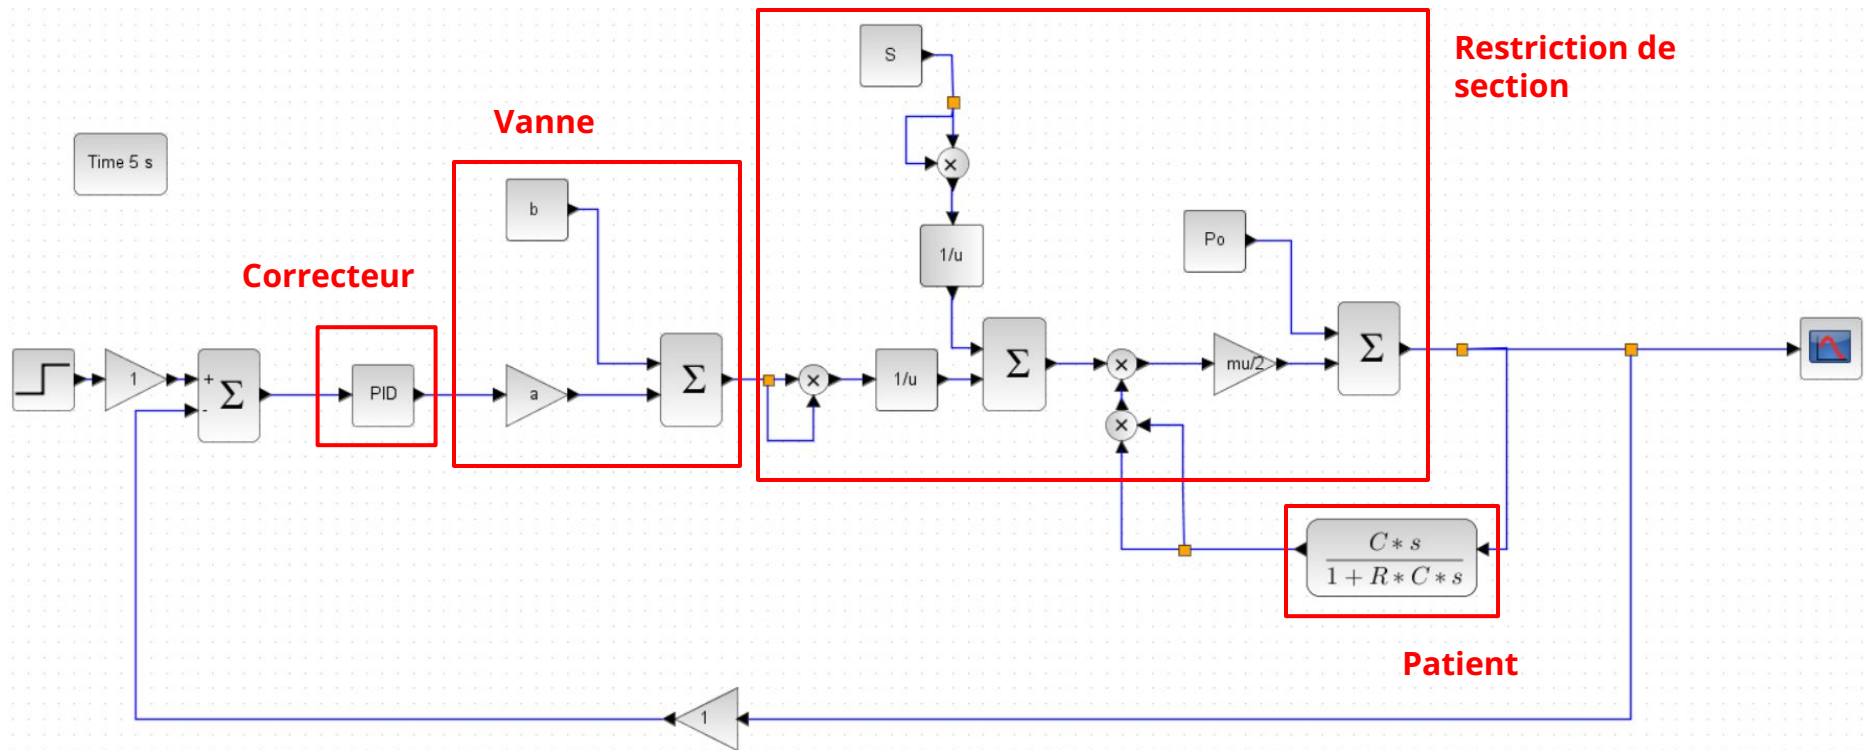 Restriction de
section
S
Vanne
Time 5 s
b
Po
1/u
Correcteur
1
+
-
Σ
PID
a
Σ
×
×
1/u
Σ
×
×
mu/2
Σ
C * s
1 + R * C * s
Patient
1